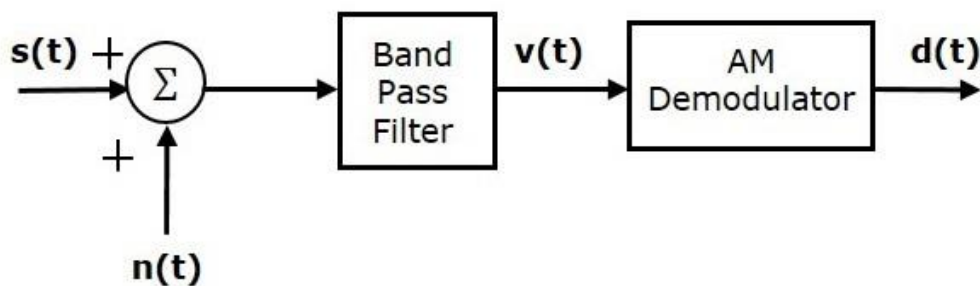 s(t)
+
Σ
+
n(t)
Band
Pass
Filter
v(t)
AM
Demodulator
d(t)